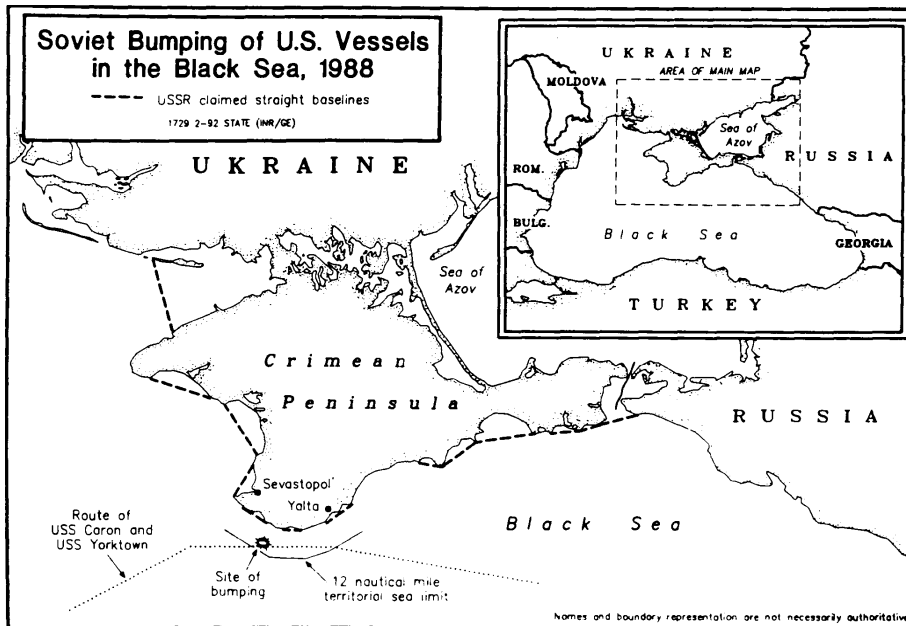 Soviet Bumping of U.S. Vessels
in the Black Sea, 1988
USSR claimed straight baselines
1729 2-92 STATE (INR/GE)
UKRAINE
Sea of
Azov
Crimean
Peninsula
RUSSIA
Sevastopol'
Yalta
Black Sea
Route of
USS Caron and
USS Yorktown
Site of
bumping
12 nautical mile
territorial sea limit
Names and boundary representation are not necessarily authoritative
UKRAINE
AREA OF MAIN MAP
MOLDOVA
Sea of
Azov
RUSSIA
ROM.
BULG.
Black Sea
GEORGIA
TURKEY